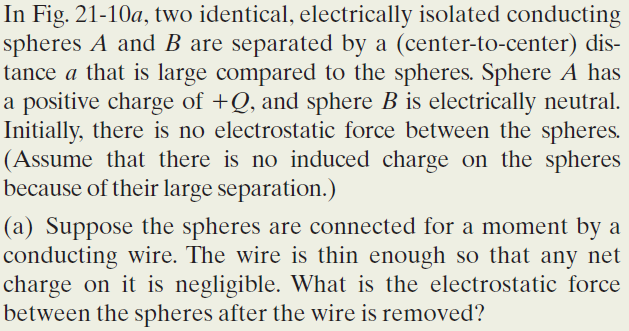 In Fig. 21-10a, two identical, electrically isolated conducting
spheres A and B are separated by a (center-to-center) dis-
tance a that is large compared to the spheres. Sphere A has
a positive charge of +Q, and sphere B is electrically neutral.
Initially, there is no electrostatic force between the spheres.
(Assume that there is no induced charge on the spheres
because of their large separation.)
(a) Suppose the spheres are connected for a moment by a
conducting wire. The wire is thin enough so that any net
charge on it is negligible. What is the electrostatic force
between the spheres after the wire is removed?